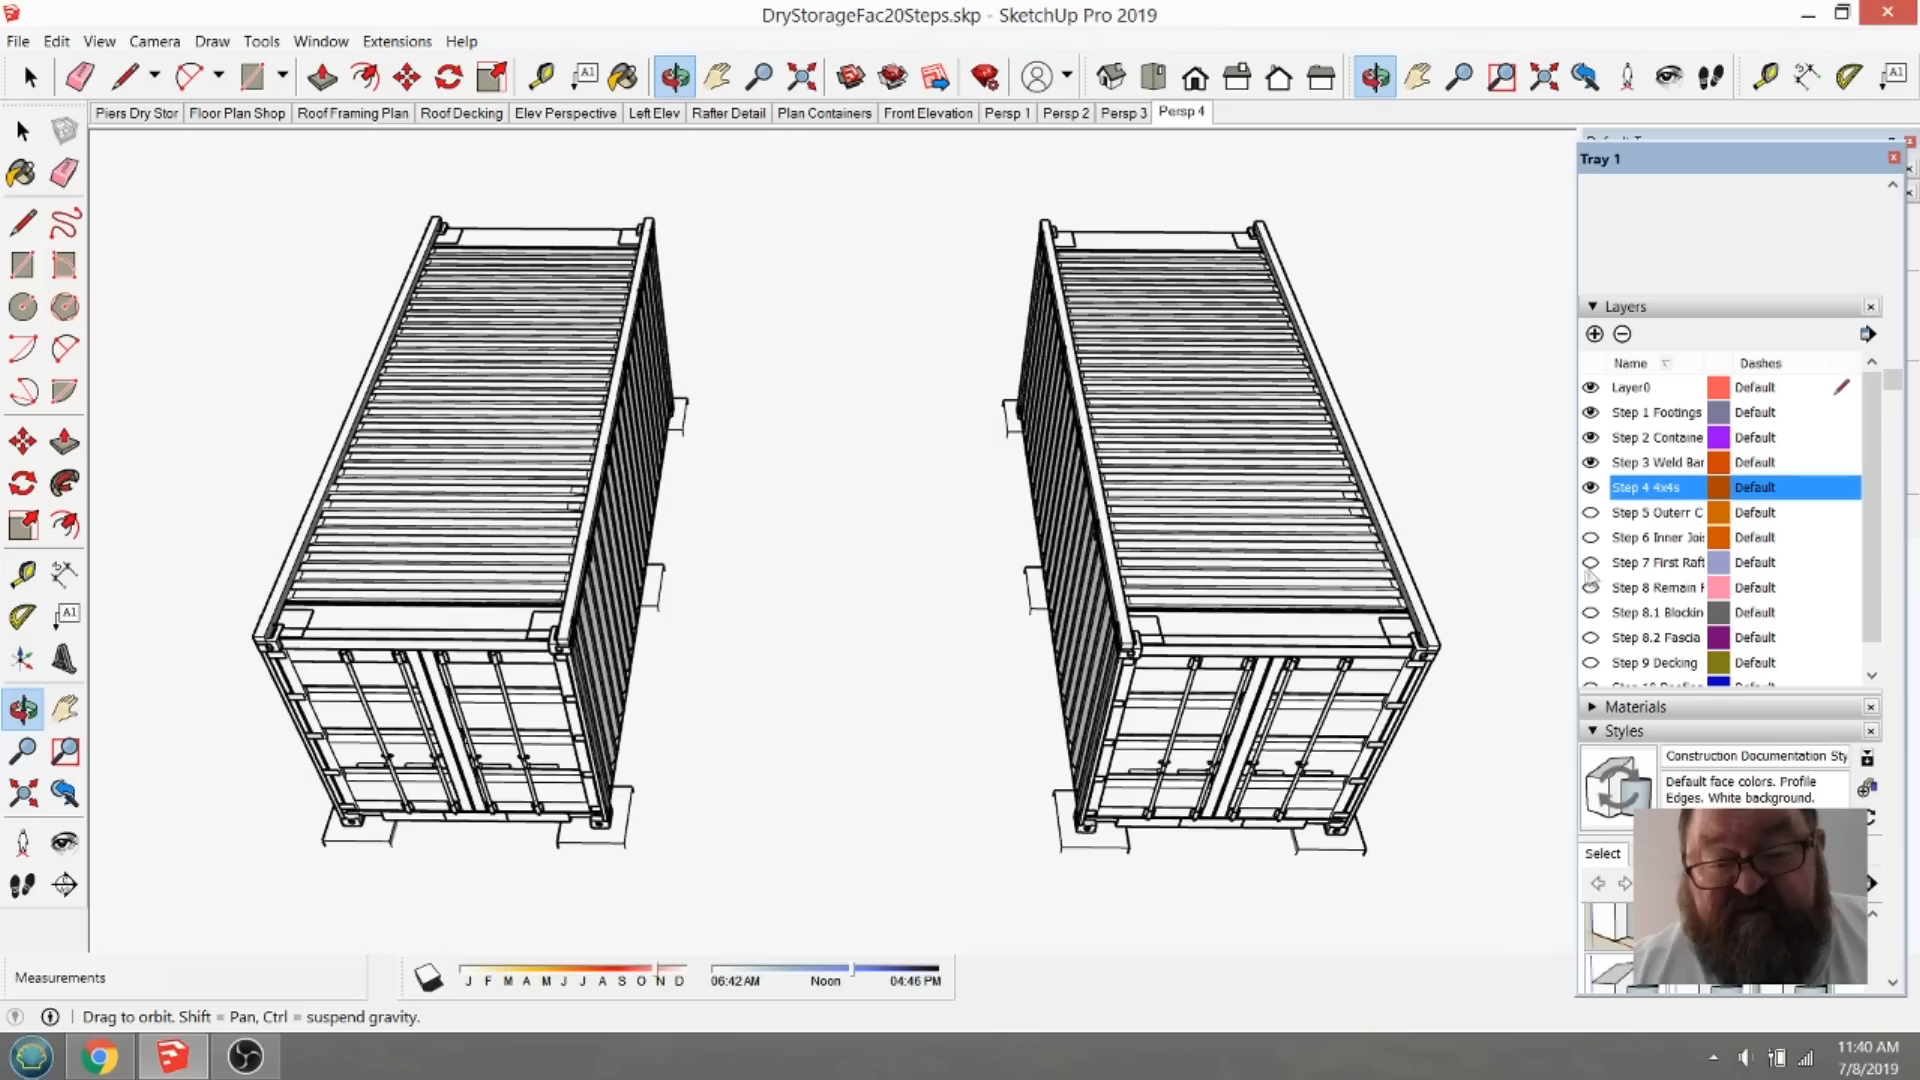 DryStorageFac20Steps.skp - SketchUp Pro 2019
File Edit View Camera Draw Tools Window Extensions Help
A1
A1
Piers Dry Stor Floor Plan Shop Roof Framing Plan Roof Decking Elev Perspective Left Elev Rafter Detail Plan Containers Front Elevation Persp 1 Persp 2 Persp 3 Persp 4
Tray 1
Layers
Name Dashes
Layer0 Default
Step 1 Footings Default
Step 2 Containe Default
Step 3 Weld Bar Default
Step 4 4x4s Default
Step 5 Outerr C Default
Step 6 Inner Joi Default
Step 7 First Raft Default
Step 8 Remain Default
Step 8.1 Blockin Default
Step 8.2 Fascia Default
Step 9 Decking Default
A1
Materials
Styles
Construction Documentation Sty
Default face colors. Profile
Edges. White background.
Select
Measurements
J F M A M J J A S O N D
06:42 AM Noon 04:46 PM
Drag to orbit. Shift = Pan, Ctrl = suspend gravity.
11:40 AM
7/8/2019